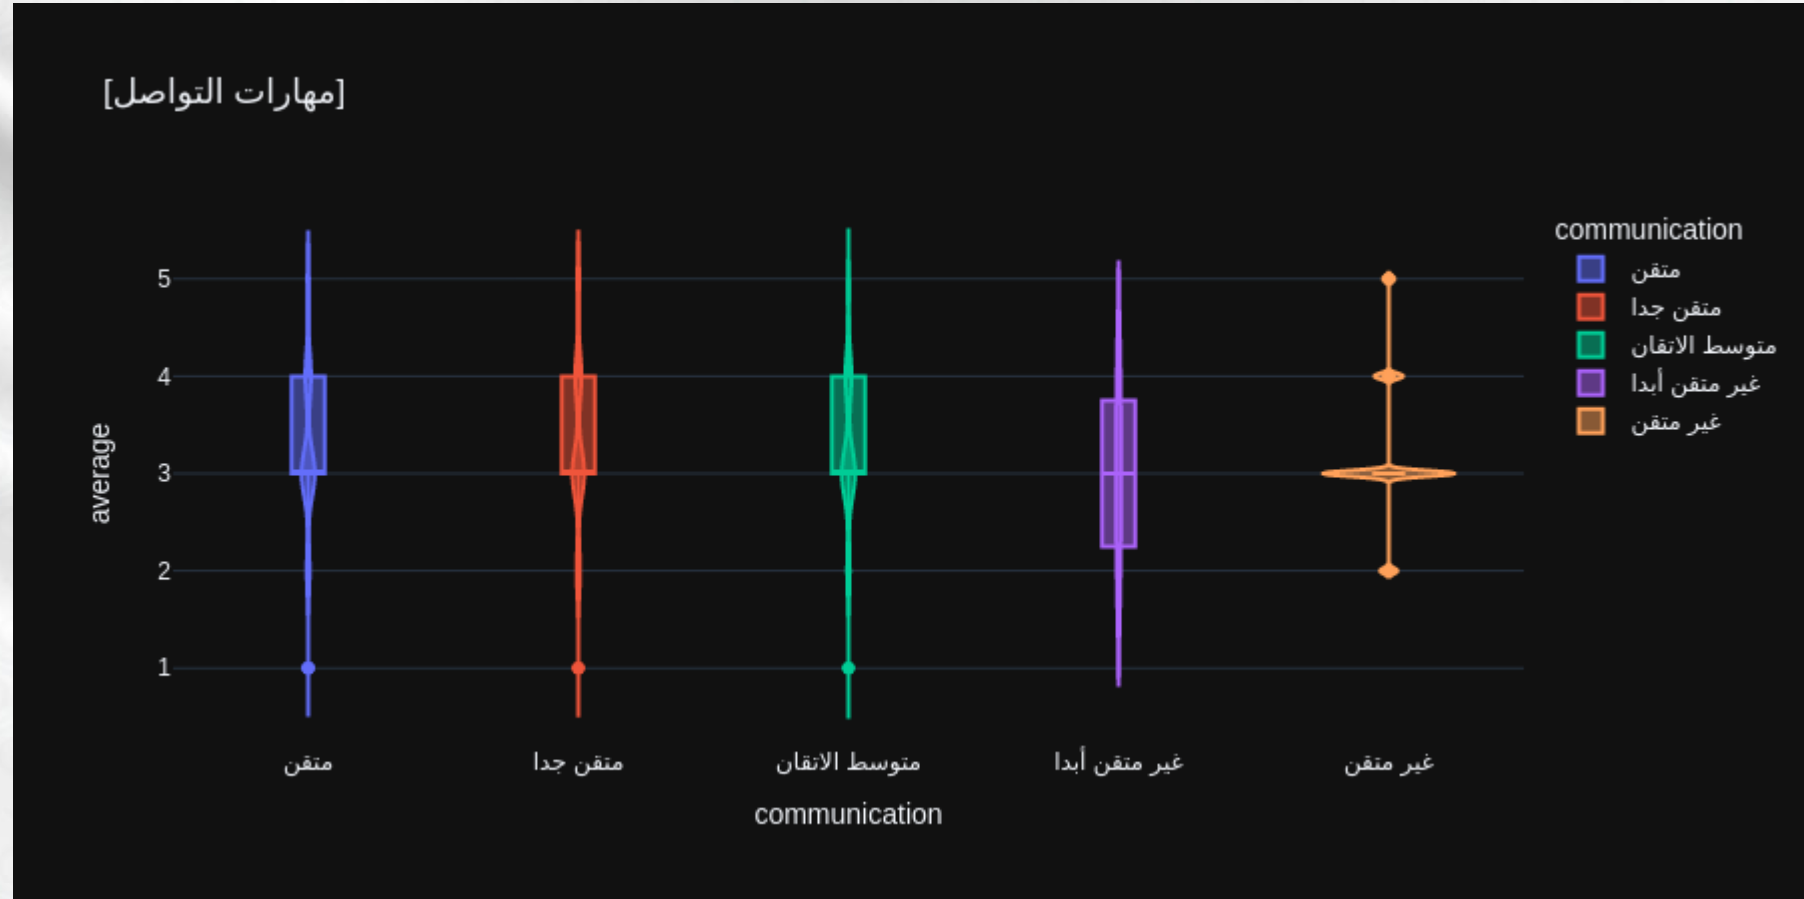 [مهارات التواصل]
communication
متقن
متقن جدا
متوسط الاتقان
غير متقن أبدا
غير متقن
average
5
4
3
2
1
متقن
متقن جدا
متوسط الاتقان
غير متقن أبدا
غير متقن
communication